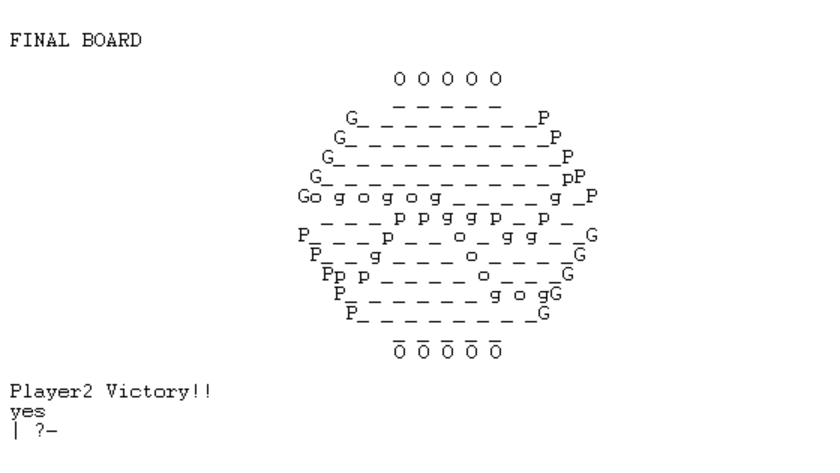 FINAL BOARD
O O O O O
_ _ _ _ _
G_ _ _ _ _ _ _ _P
G_ _ _ _ _ _ _ _ _P
G_ _ _ _ _ _ _ _ _ _P
G_ _ _ _ _ _ _ _ _ _ pP
Go g o g o g _ _ _ _ g _P
_ _ _ p p g g p _ p _
P_ _ _ p _ _ o _ g g _ _G
P_ _ g _ _ _ o _ _ _ _G
Pp p _ _ _ _ o _ _ _G
P_ _ _ _ _ _ g o gG
P_ _ _ _ _ _ _ _G
_ _ _ _ _
O O O O O
Player2 Victory!!
yes
| ?-